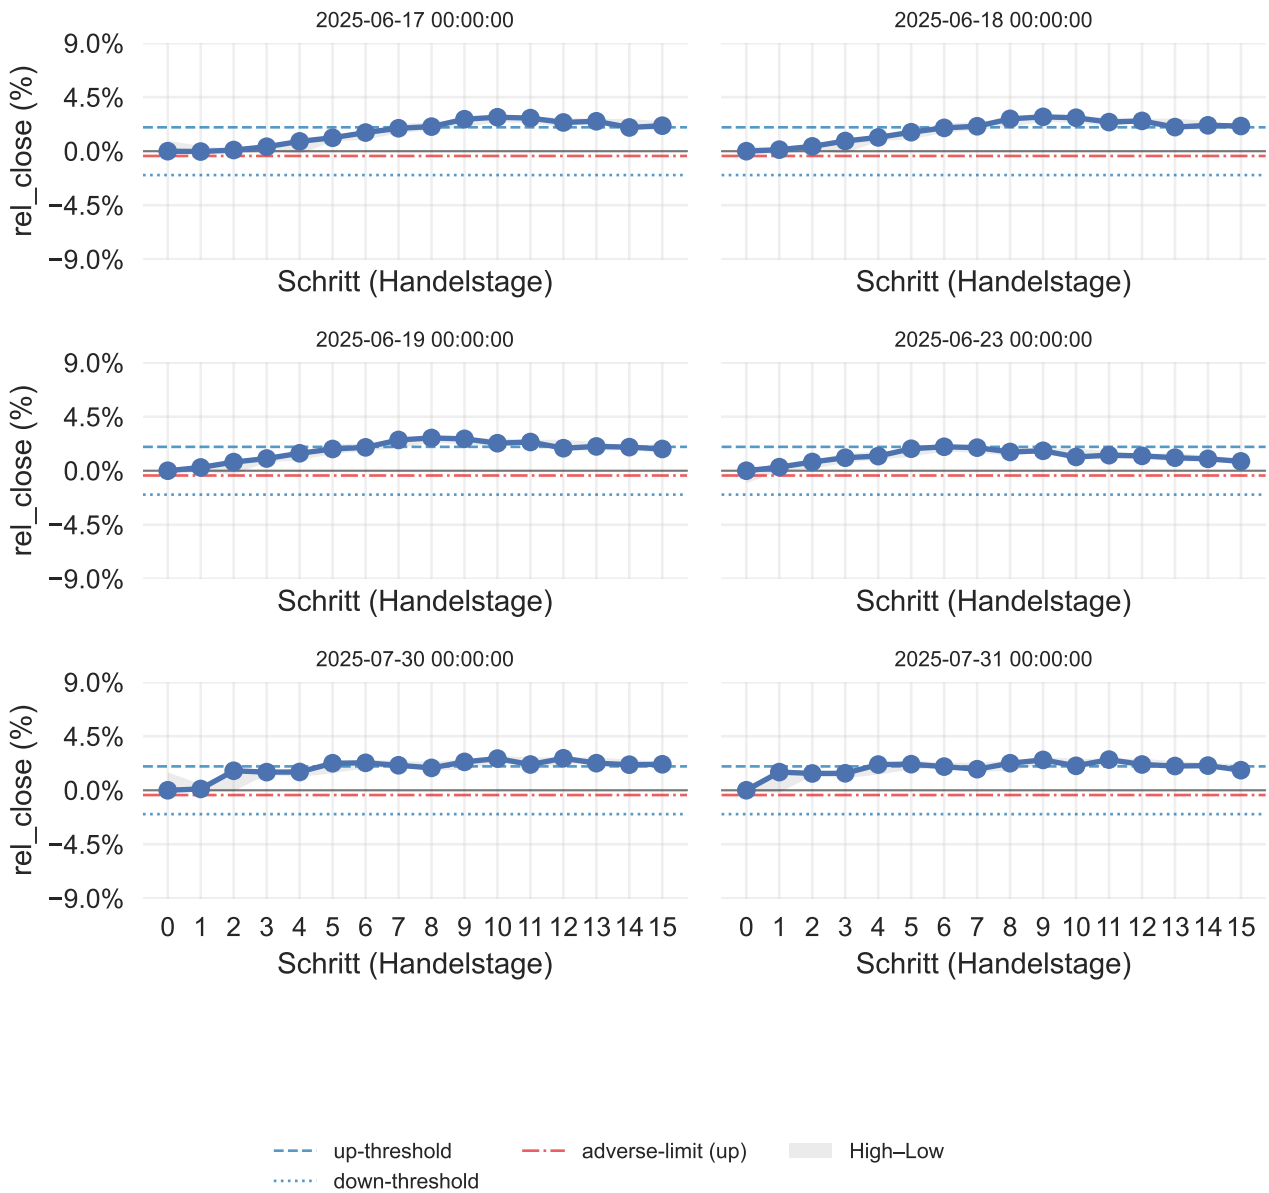 2025-06-17 00:00:00
2025-06-18 00:00:00
rel_close (%)
9.0%
4.5%
0.0%
−4.5%
−9.0%
Schritt (Handelstage)
Schritt (Handelstage)
2025-06-19 00:00:00
2025-06-23 00:00:00
rel_close (%)
9.0%
4.5%
0.0%
−4.5%
−9.0%
Schritt (Handelstage)
Schritt (Handelstage)
2025-07-30 00:00:00
2025-07-31 00:00:00
rel_close (%)
9.0%
4.5%
0.0%
−4.5%
−9.0%
0 1 2 3 4 5 6 7 8 9 10 11 12 13 14 15
0 1 2 3 4 5 6 7 8 9 10 11 12 13 14 15
Schritt (Handelstage)
Schritt (Handelstage)
up-threshold
adverse-limit (up)
High–Low
down-threshold